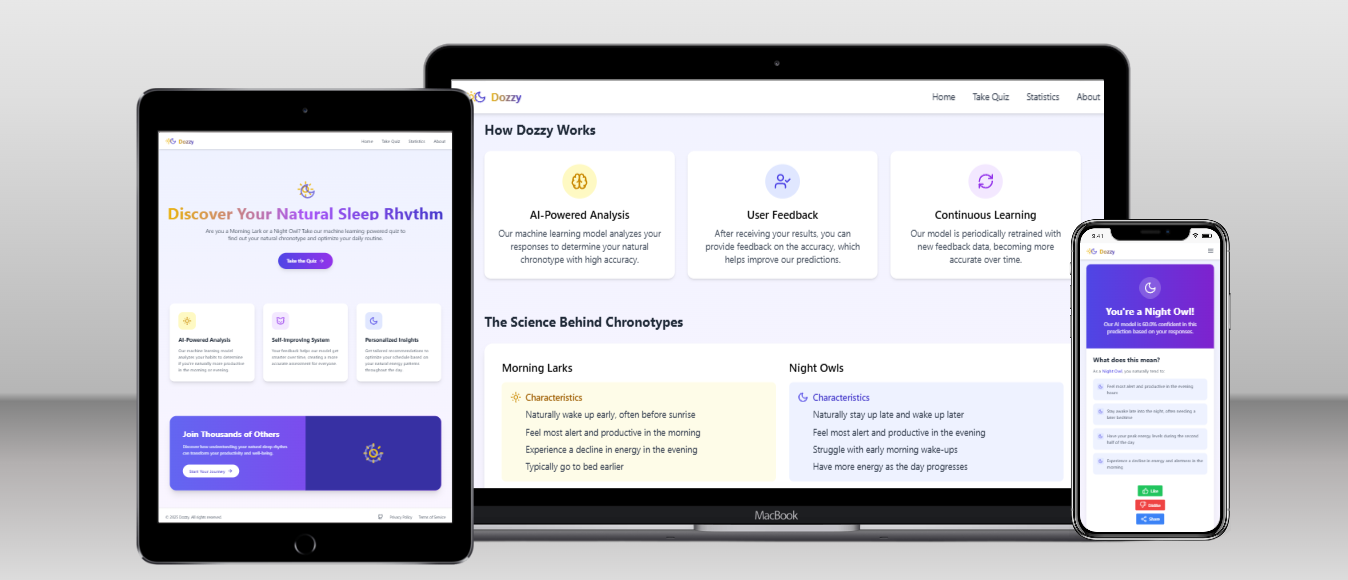 Dozzy
Home Take Quiz Statistics About
Discover Your Natural Sleep Rhythm
Are you a Morning Lark or a Night Owl? Take our machine learning-powered quiz to
find out your natural chronotype and optimize your daily routine.
Take the Quiz
AI-Powered Analysis
Our machine learning model
analyzes your habits to determine
if you're naturally more productive
in the morning or evening.
Self-Improving System
Your feedback helps our model get
smarter over time, creating a more
accurate assessment for everyone.
Personalized Insights
Get tailored recommendations to
optimize your schedule based on
your natural energy patterns
throughout the day.
Join Thousands of Others
Discover how understanding your natural sleep rhythm
can transform your productivity and well-being.
Start Your Journey
Dozzy. All rights reserved.
Privacy Policy Terms of Service
Dozzy
Home Take Quiz Statistics About
How Dozzy Works
AI-Powered Analysis
Our machine learning model analyzes your
responses to determine your natural
chronotype with high accuracy.
User Feedback
After receiving your results, you can
provide feedback on the accuracy, which
helps improve our predictions.
Continuous Learning
Our model is periodically retrained with
new feedback data, becoming more
accurate over time.
The Science Behind Chronotypes
Morning Larks
Characteristics
Naturally wake up early, often before sunrise
Feel most alert and productive in the morning
Experience a decline in energy in the evening
Typically go to bed earlier
Night Owls
Characteristics
Naturally stay up late and wake up later
Feel most alert and productive in the evening
Struggle with early morning wake-ups
Have more energy as the day progresses
MacBook
9:41
Dozzy
You're a Night Owl!
Our AI model is 60.0% confident in this
prediction based on your responses.
What does this mean?
As a Night Owl, you naturally tend to:
Feel most alert and productive in the evening
hours
Stay awake late into the night, often needing a
later bedtime
Have your peak energy levels during the second
half of the day
Experience a decline in energy and alertness in the
morning
Like
Dislike
Share